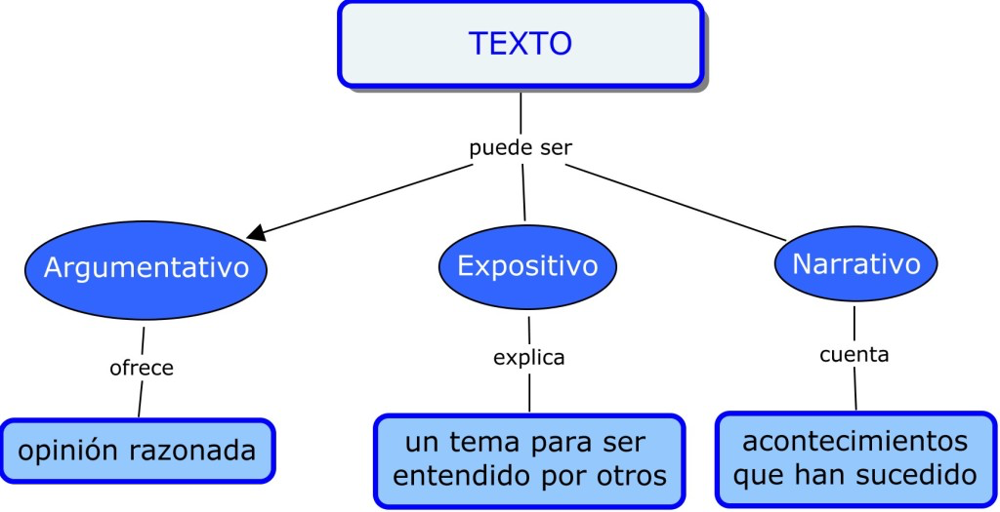 TEXTO
puede ser
Argumentativo
Expositivo
Narrativo
ofrece
explica
cuenta
opinión razonada
un tema para ser
entendido por otros
acontecimientos
que han sucedido